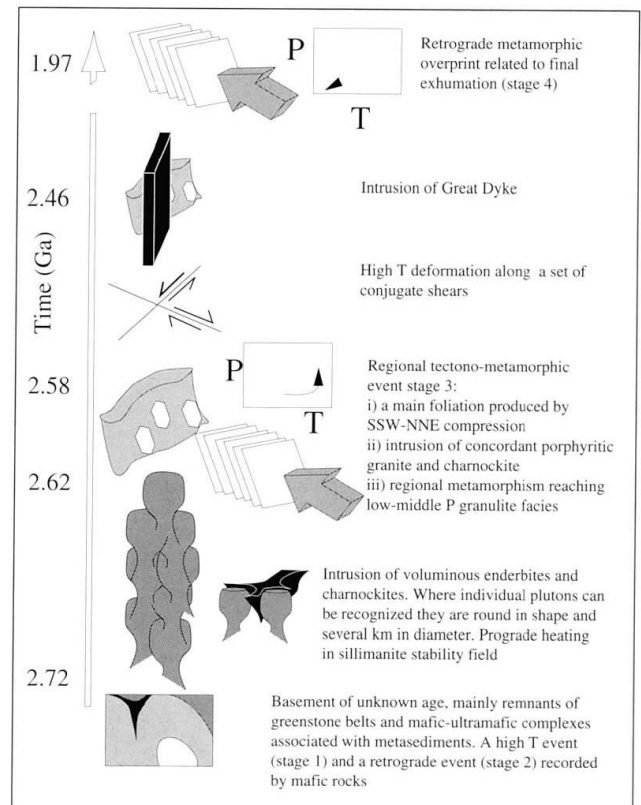 1.97
P
T
Retrograde metamorphic
overprint related to final
exhumation (stage 4)
Time (Ga)
2.46
Intrusion of Great Dyke
High T deformation along a set of
conjugate shears
2.58
P
T
Regional tectono-metamorphic
event stage 3:
i) a main foliation produced by
SSW-NNE compression
ii) intrusion of concordant porphyritic
granite and charnockite
iii) regional metamorphism reaching
low-middle P granulite facies
2.62
Intrusion of voluminous enderbites and
charnockites. Where individual plutons can
be recognized they are round in shape and
several km in diameter. Prograde heating
in sillimanite stability field
2.72
Basement of unknown age, mainly remnants of
greenstone belts and mafic-ultramafic complexes
associated with metasediments. A high T event
(stage 1) and a retrograde event (stage 2) recorded
by mafic rocks